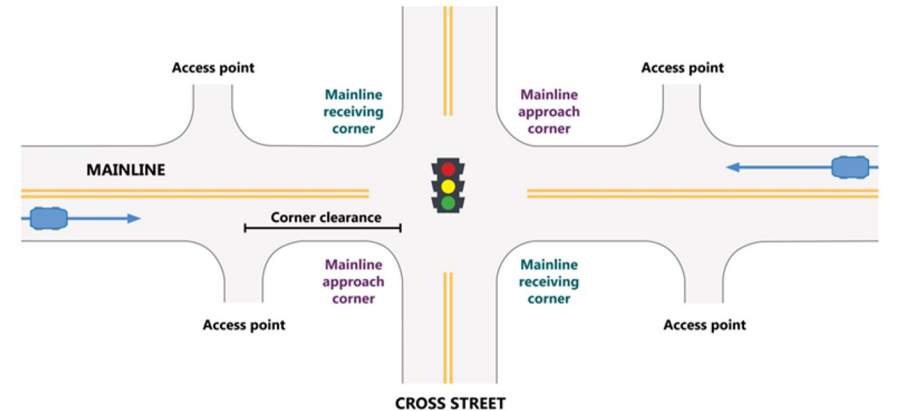 Access point
Access point
Mainline
receiving
corner
Mainline
approach
corner
MAINLINE
Corner clearance
Mainline
approach
corner
Mainline
receiving
corner
Access point
Access point
CROSS STREET